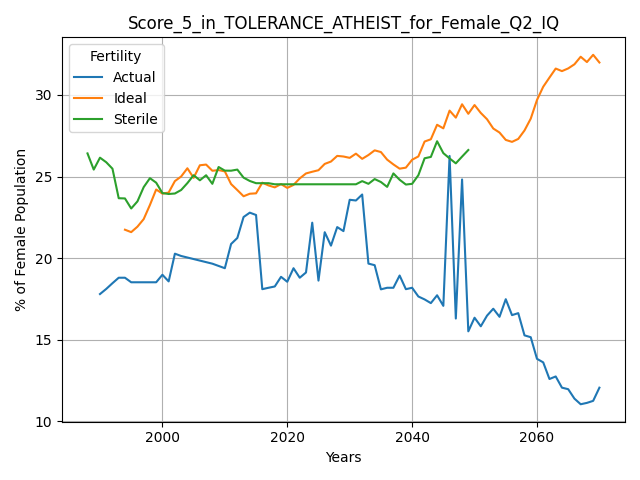 Score_5_in_TOLERANCE_ATHEIST_for_Female_Q2_IQ
Fertility
Actual
Ideal
Sterile
% of Female Population
30
25
20
15
10
2000
2020
2040
2060
Years